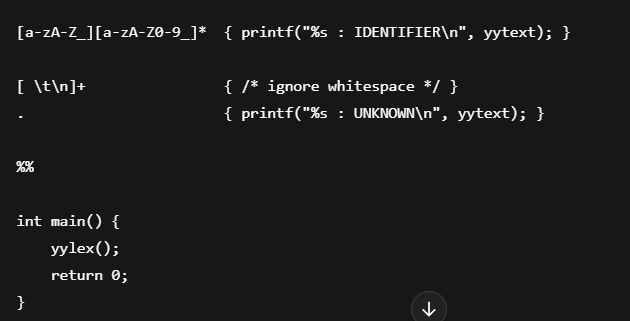 [a-zA-Z_][a-zA-Z0-9_]*  { printf("%s : IDENTIFIER\n", yytext); }
[ \t\n]+                { /* ignore whitespace */ }
.                       { printf("%s : UNKNOWN\n", yytext); }
%%
int main() {
    yylex();
    return 0;
}